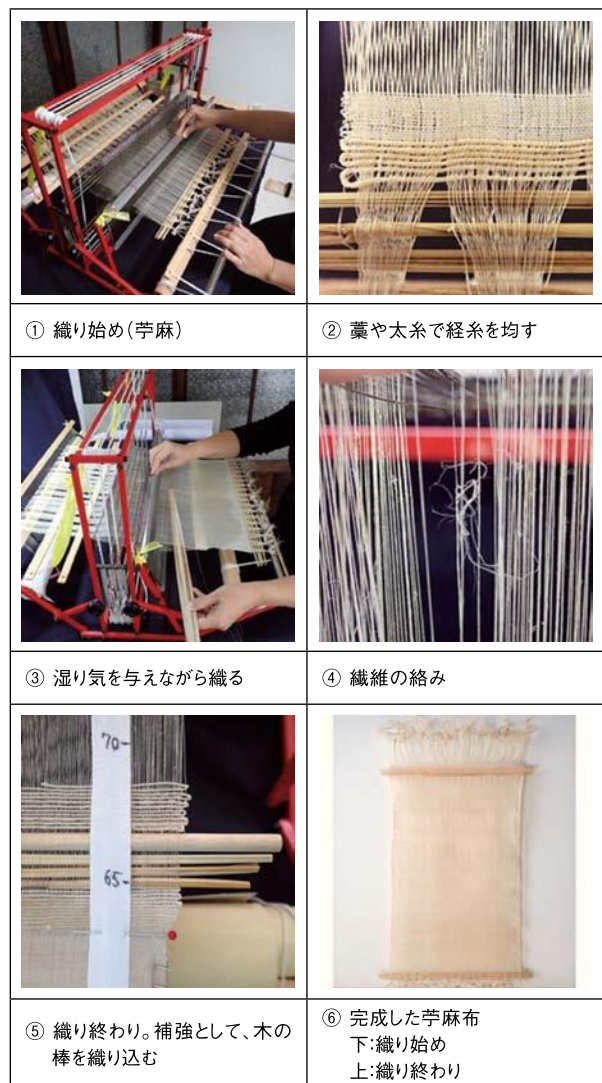 ① 織り始め(苧麻)
② 藁や太糸で経糸を均す
③ 湿り気を与えながら織る
④ 繊維の絡み
70-
65-
⑤ 織り終わり。補強として、木の
棒を織り込む
⑥ 完成した苧麻布
下:織り始め
上:織り終わり